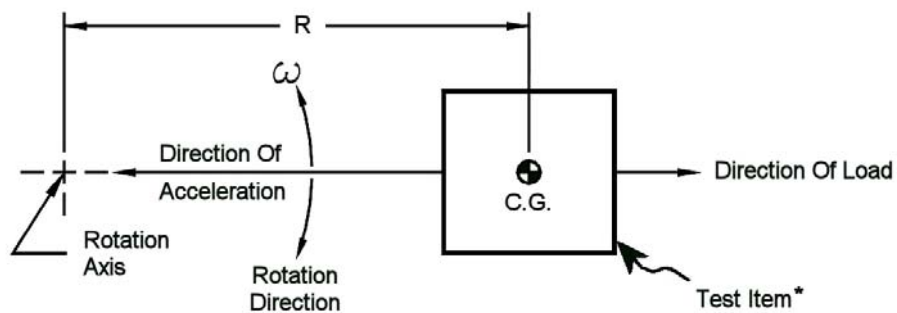 R
ω
Direction Of
Acceleration
Direction Of Load
C.G.
Rotation
Axis
Rotation
Direction
Test Item*